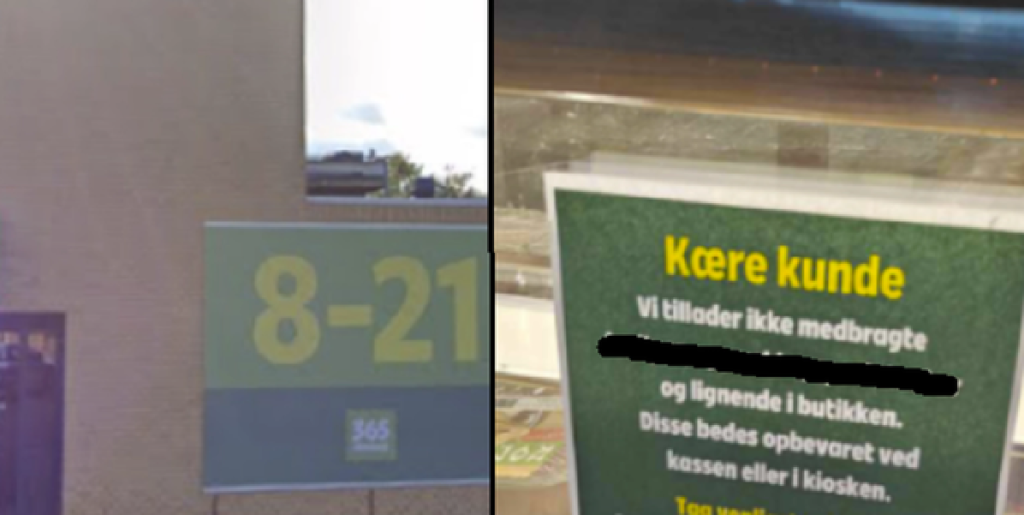 8-21
365
Kære kunde
Vi tillader ikke medbragte
og lignende i butikken.
Disse bedes opbevaret ved
kassen eller i kiosken.
Tag